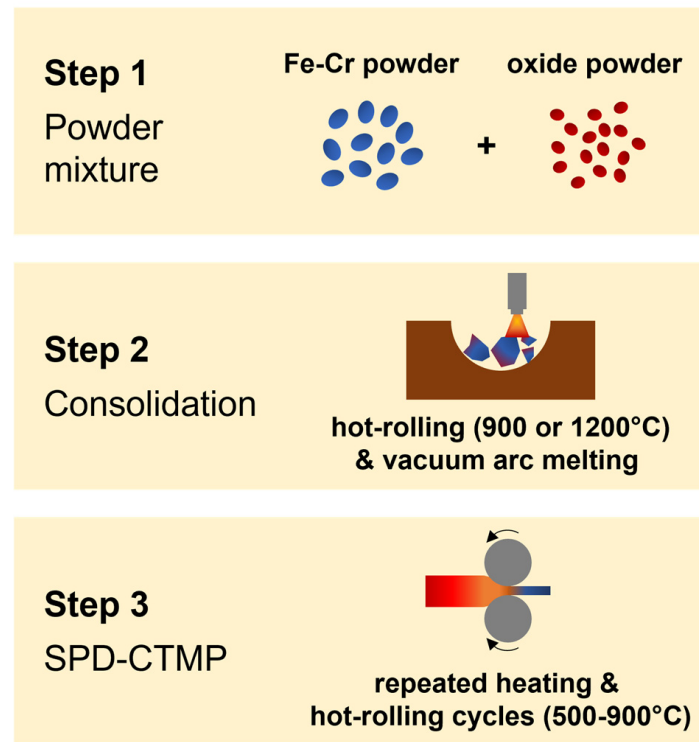 Step 1
Powder
mixture
Fe-Cr powder
oxide powder
+
Step 2
Consolidation
hot-rolling (900 or 1200°C)
& vacuum arc melting
Step 3
SPD-CTMP
repeated heating &
hot-rolling cycles (500-900°C)